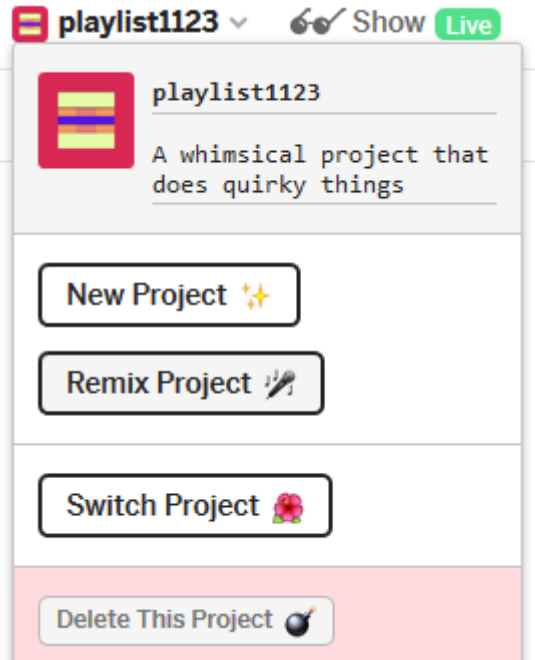 playlist1123 Show Live
playlist1123
A whimsical project that
does quirky things
New Project
Remix Project
Switch Project
Delete This Project